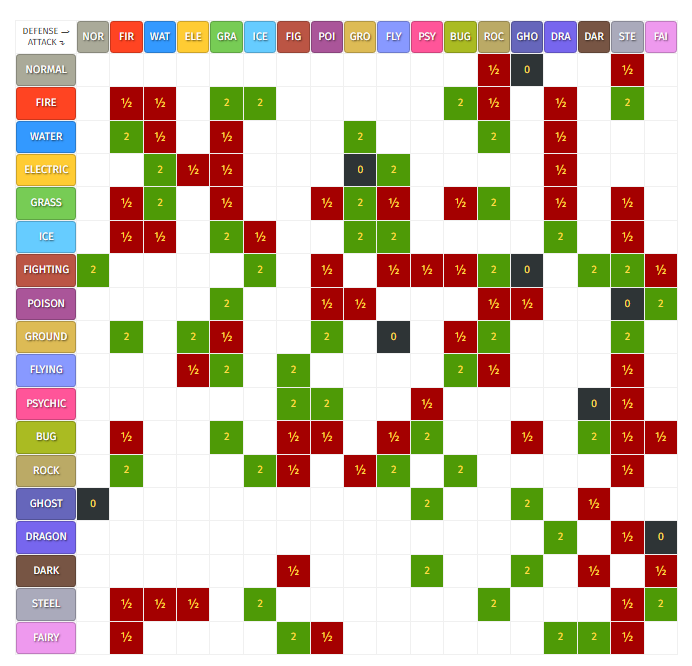 DEFENSE → NOR FIR WAT ELE GRA ICE FIG POI GRO FLY PSY BUG ROC GHO DRA DAR STE FAI
ATTACK ↴
NORMAL ½ 0 ½
FIRE ½ ½ 2 2 2 ½ ½ 2
WATER 2 ½ ½ 2 2 ½
ELECTRIC 2 ½ ½ 0 2 ½
GRASS ½ 2 ½ ½ 2 ½ ½ 2 ½ ½
ICE ½ ½ 2 ½ 2 2 2 ½
FIGHTING 2 2 ½ ½ ½ ½ 2 0 2 2 ½
POISON 2 ½ ½ ½ ½ 0 2
GROUND 2 2 ½ 2 0 ½ 2 2
FLYING ½ 2 2 2 ½ ½
PSYCHIC 2 2 ½ 0 ½
BUG ½ 2 ½ ½ ½ 2 ½ 2 ½ ½
ROCK 2 2 ½ ½ 2 2 ½
GHOST 0 2 2 ½
DRAGON 2 ½ 0
DARK ½ 2 2 ½ ½
STEEL ½ ½ ½ 2 2 ½ 2
FAIRY ½ 2 ½ 2 2 ½